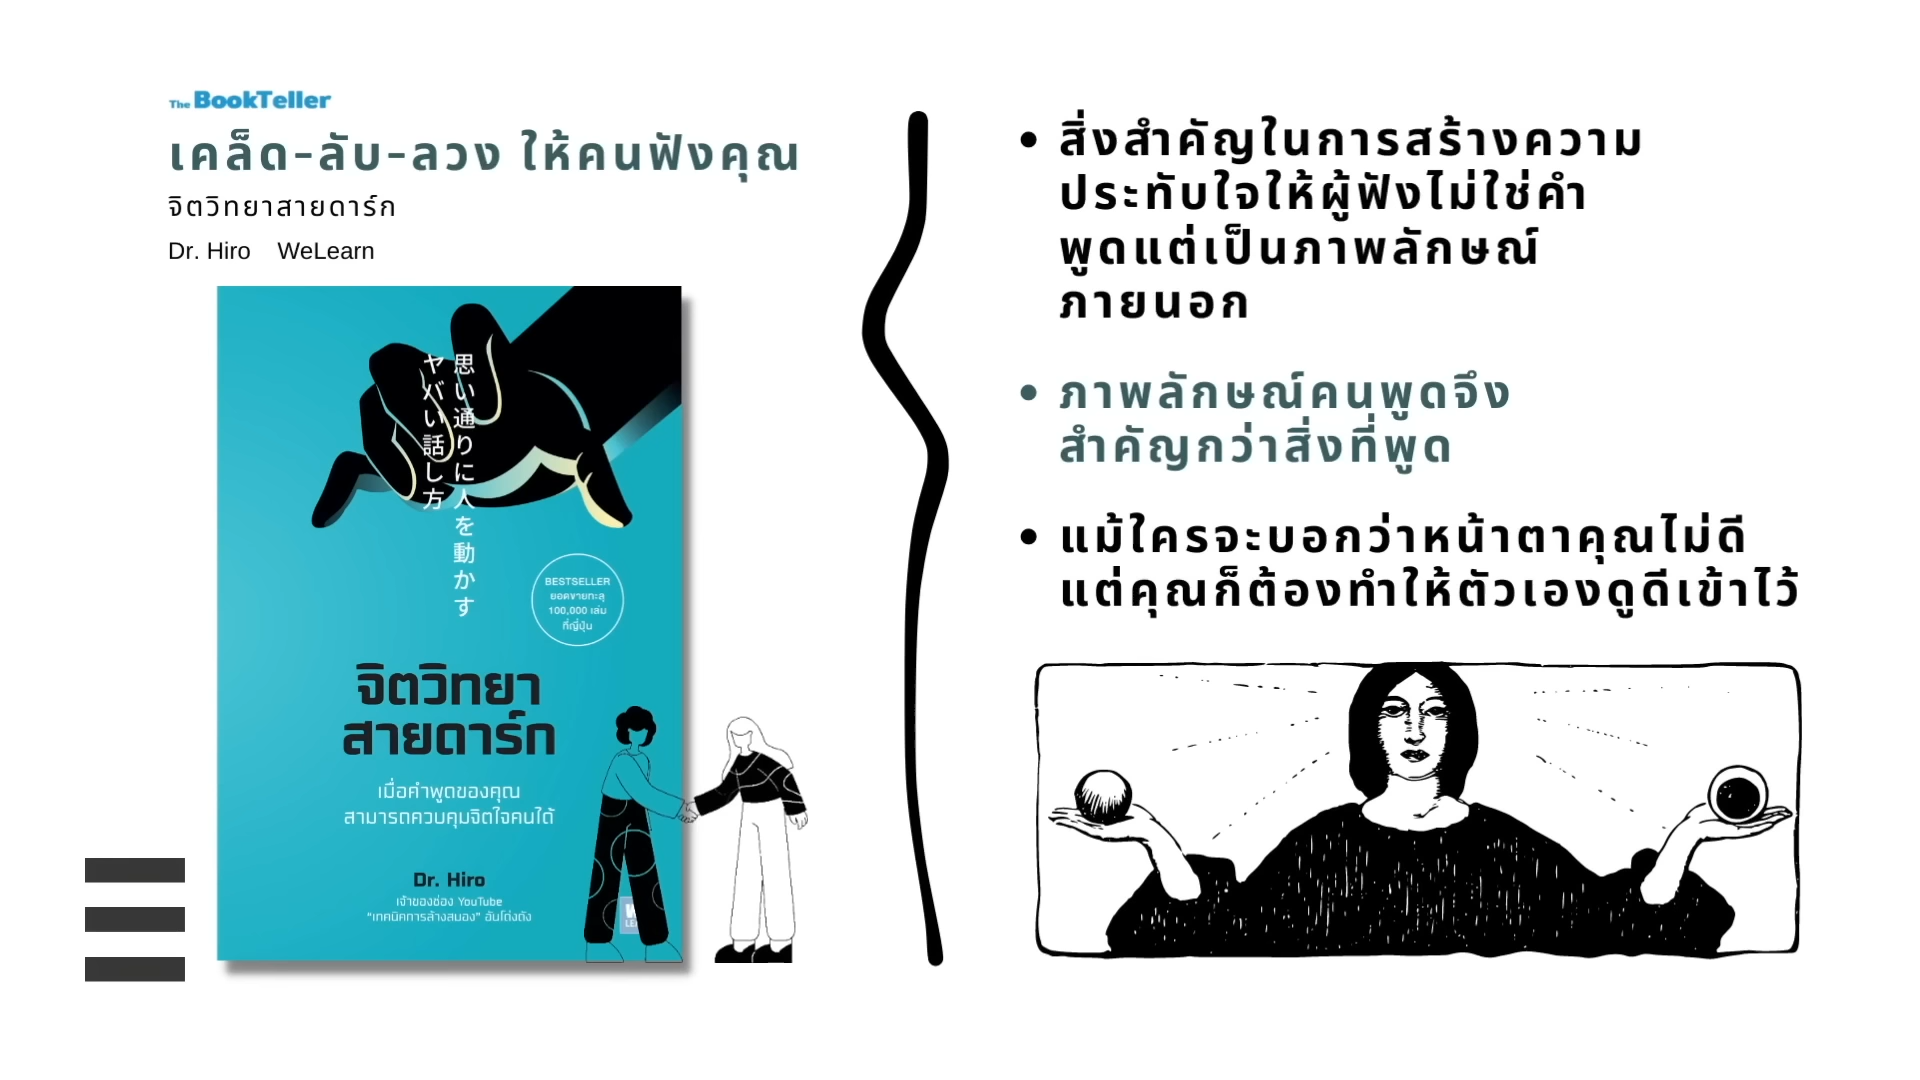 The BookTeller
เคล็ด-ลับ-ลวง ให้คนฟังคุณ
จิตวิทยาสายดาร์ก
Dr. Hiro WeLearn
思い通りに人を動かす
ヤバい話し方
BESTSELLER
ยอดขายทะลุ
100,000 เล่ม
ที่ญี่ปุ่น
จิตวิทยา
สายดาร์ก
เมื่อคำพูดของคุณ
สามารถควบคุมจิตใจคนได้
Dr. Hiro
เจ้าของช่อง YouTube
“เทคนิคการล้างสมอง” อันโด่งดัง
สิ่งสำคัญในการสร้างความ
ประทับใจให้ผู้ฟังไม่ใช่คำ
พูดแต่เป็นภาพลักษณ์
ภายนอก
ภาพลักษณ์คนพูดจึง
สำคัญกว่าสิ่งที่พูด
แม้ใครจะบอกว่าหน้าตาคุณไม่ดี
แต่คุณก็ต้องทำให้ตัวเองดูดีเข้าไว้